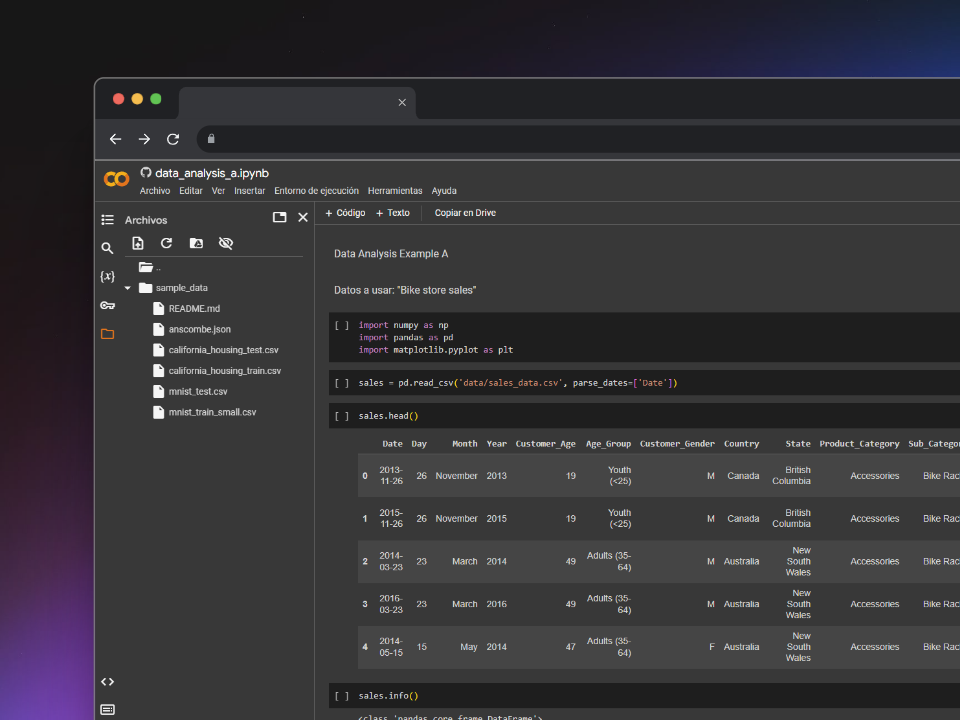 data_analysis_a.ipynb
Archivo Editar Ver Insertar Entorno de ejecución Herramientas Ayuda
Archivos
+ Código + Texto Copiar en Drive
{x}
..
sample_data
README.md
anscombe.json
california_housing_test.csv
california_housing_train.csv
mnist_test.csv
mnist_train_small.csv
Data Analysis Example A
Datos a usar: "Bike store sales"
[ ] import numpy as np
import pandas as pd
import matplotlib.pyplot as plt
[ ] sales = pd.read_csv('data/sales_data.csv', parse_dates=['Date'])
[ ] sales.head()
Date Day Month Year Customer_Age Age_Group Customer_Gender Country State Product_Category Sub_Catego
0 2013-11-26 26 November 2013 19 Youth (<25) M Canada British Columbia Accessories Bike Rac
1 2015-11-26 26 November 2015 19 Youth (<25) M Canada British Columbia Accessories Bike Rac
2 2014-03-23 23 March 2014 49 Adults (35-64) M Australia New South Wales Accessories Bike Rac
3 2016-03-23 23 March 2016 49 Adults (35-64) M Australia New South Wales Accessories Bike Rac
4 2014-05-15 15 May 2014 47 Adults (35-64) F Australia New South Wales Accessories Bike Rac
[ ] sales.info()
<class 'pandas.core.frame.DataFrame'>